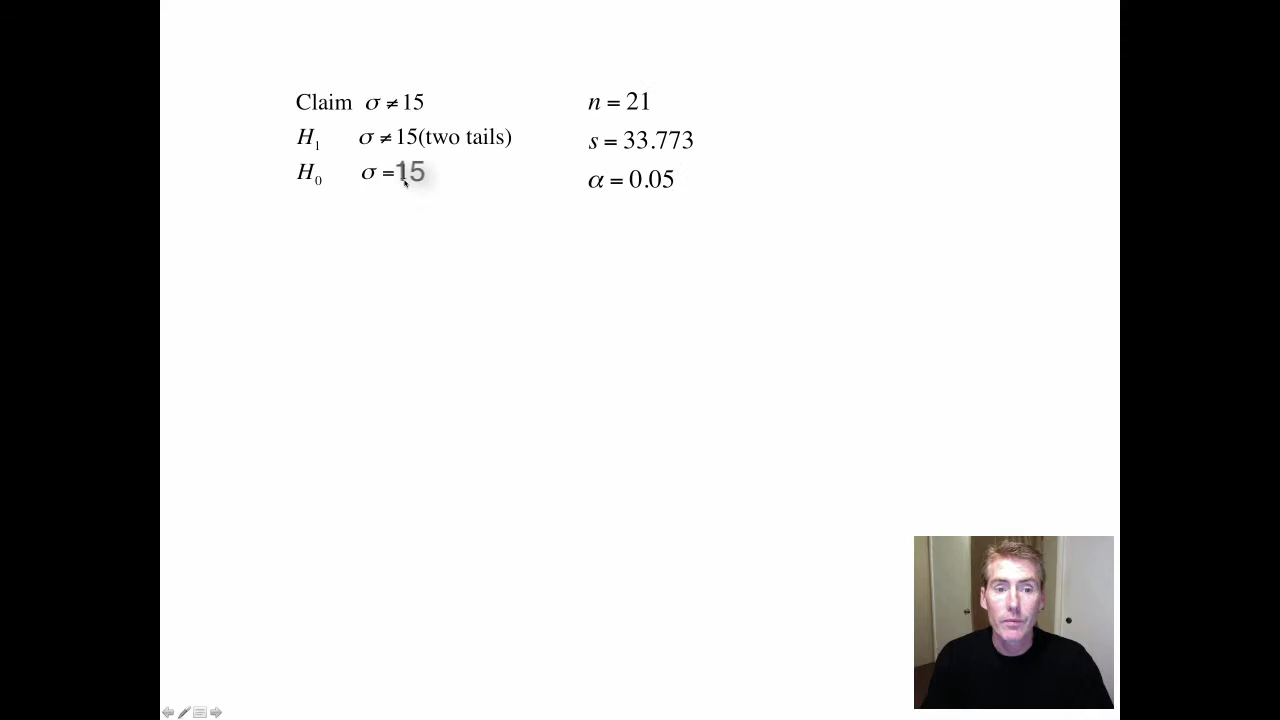 Claim σ ≠ 15
H₁ σ ≠ 15(two tails)
H₀ σ = 15
n = 21
s = 33.773
α = 0.05